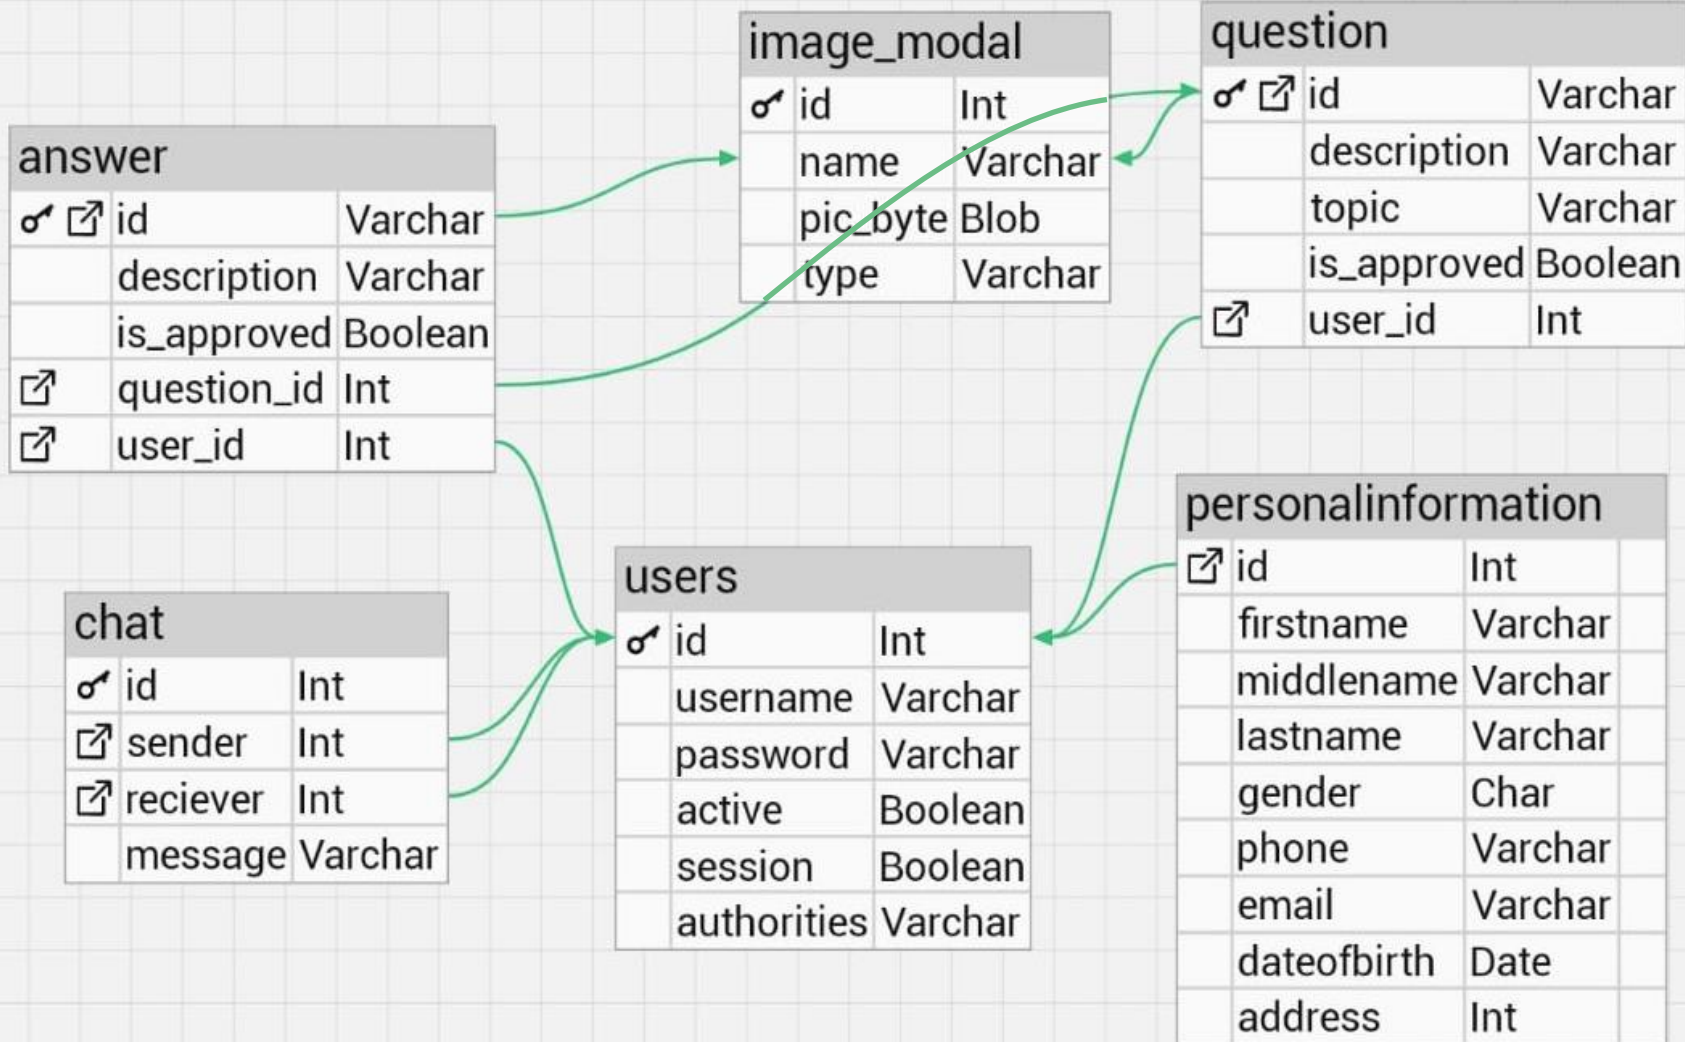 image_modal
id Int
name Varchar
pic_byte Blob
type Varchar
question
id Varchar
description Varchar
topic Varchar
is_approved Boolean
user_id Int
answer
id Varchar
description Varchar
is_approved Boolean
question_id Int
user_id Int
chat
id Int
sender Int
reciever Int
message Varchar
users
id Int
username Varchar
password Varchar
active Boolean
session Boolean
authorities Varchar
personalinformation
id Int
firstname Varchar
middlename Varchar
lastname Varchar
gender Char
phone Varchar
email Varchar
dateofbirth Date
address Int